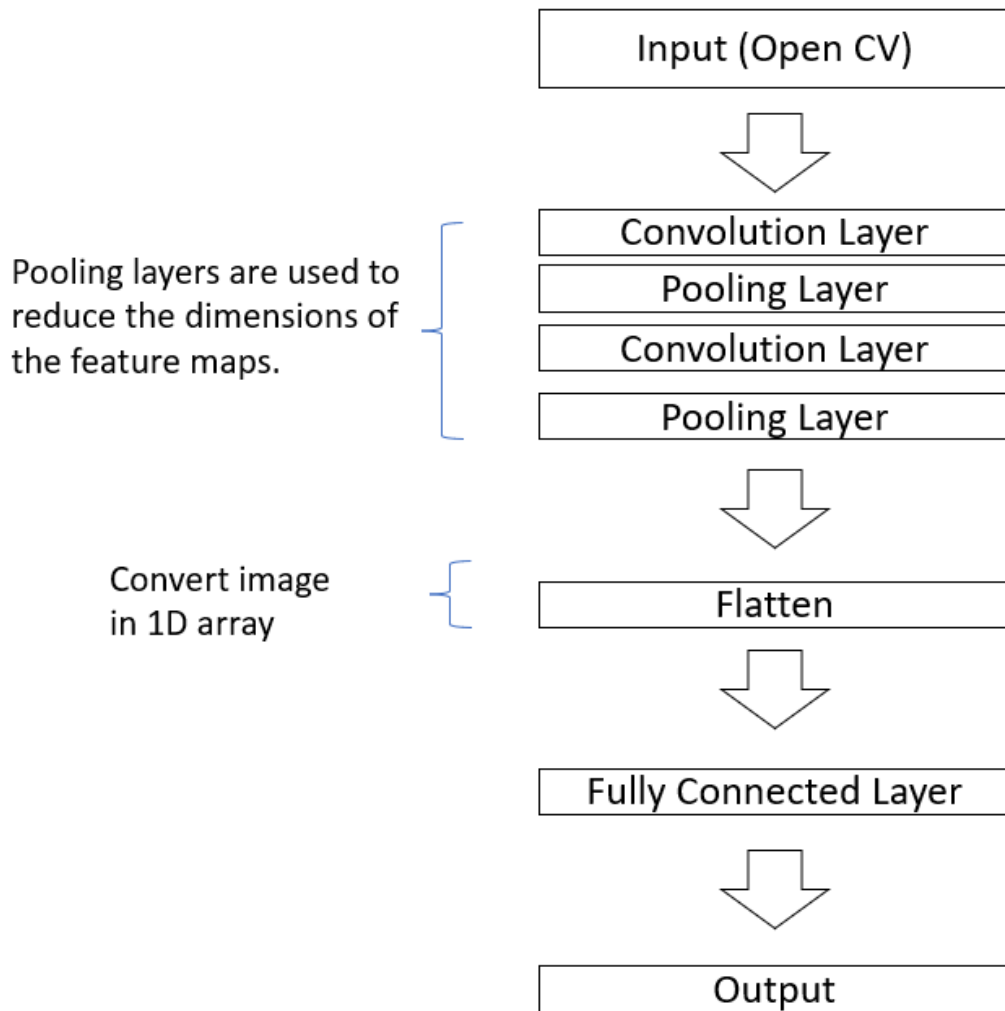 Input (Open CV)
Convolution Layer
Pooling layers are used to
reduce the dimensions of
the feature maps.
Pooling Layer
Convolution Layer
Pooling Layer
Convert image
in 1D array
Flatten
Fully Connected Layer
Output